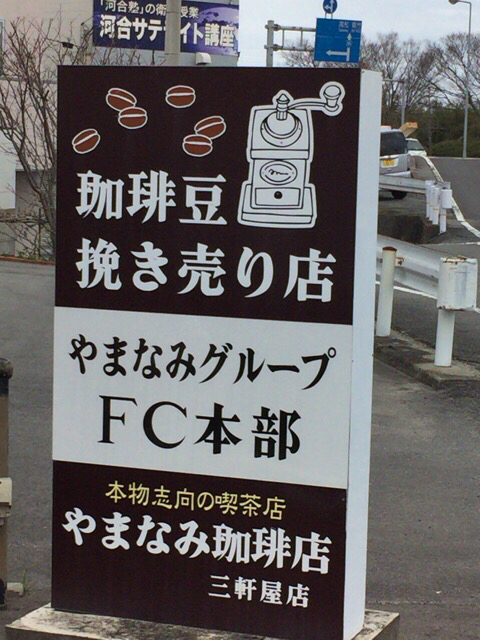 「河合塾」の衛星授業
河合サテライト講座
珈琲豆
挽き売り店
やまなみグループ
FC本部
本物志向の喫茶店
やまなみ珈琲店
三軒屋店